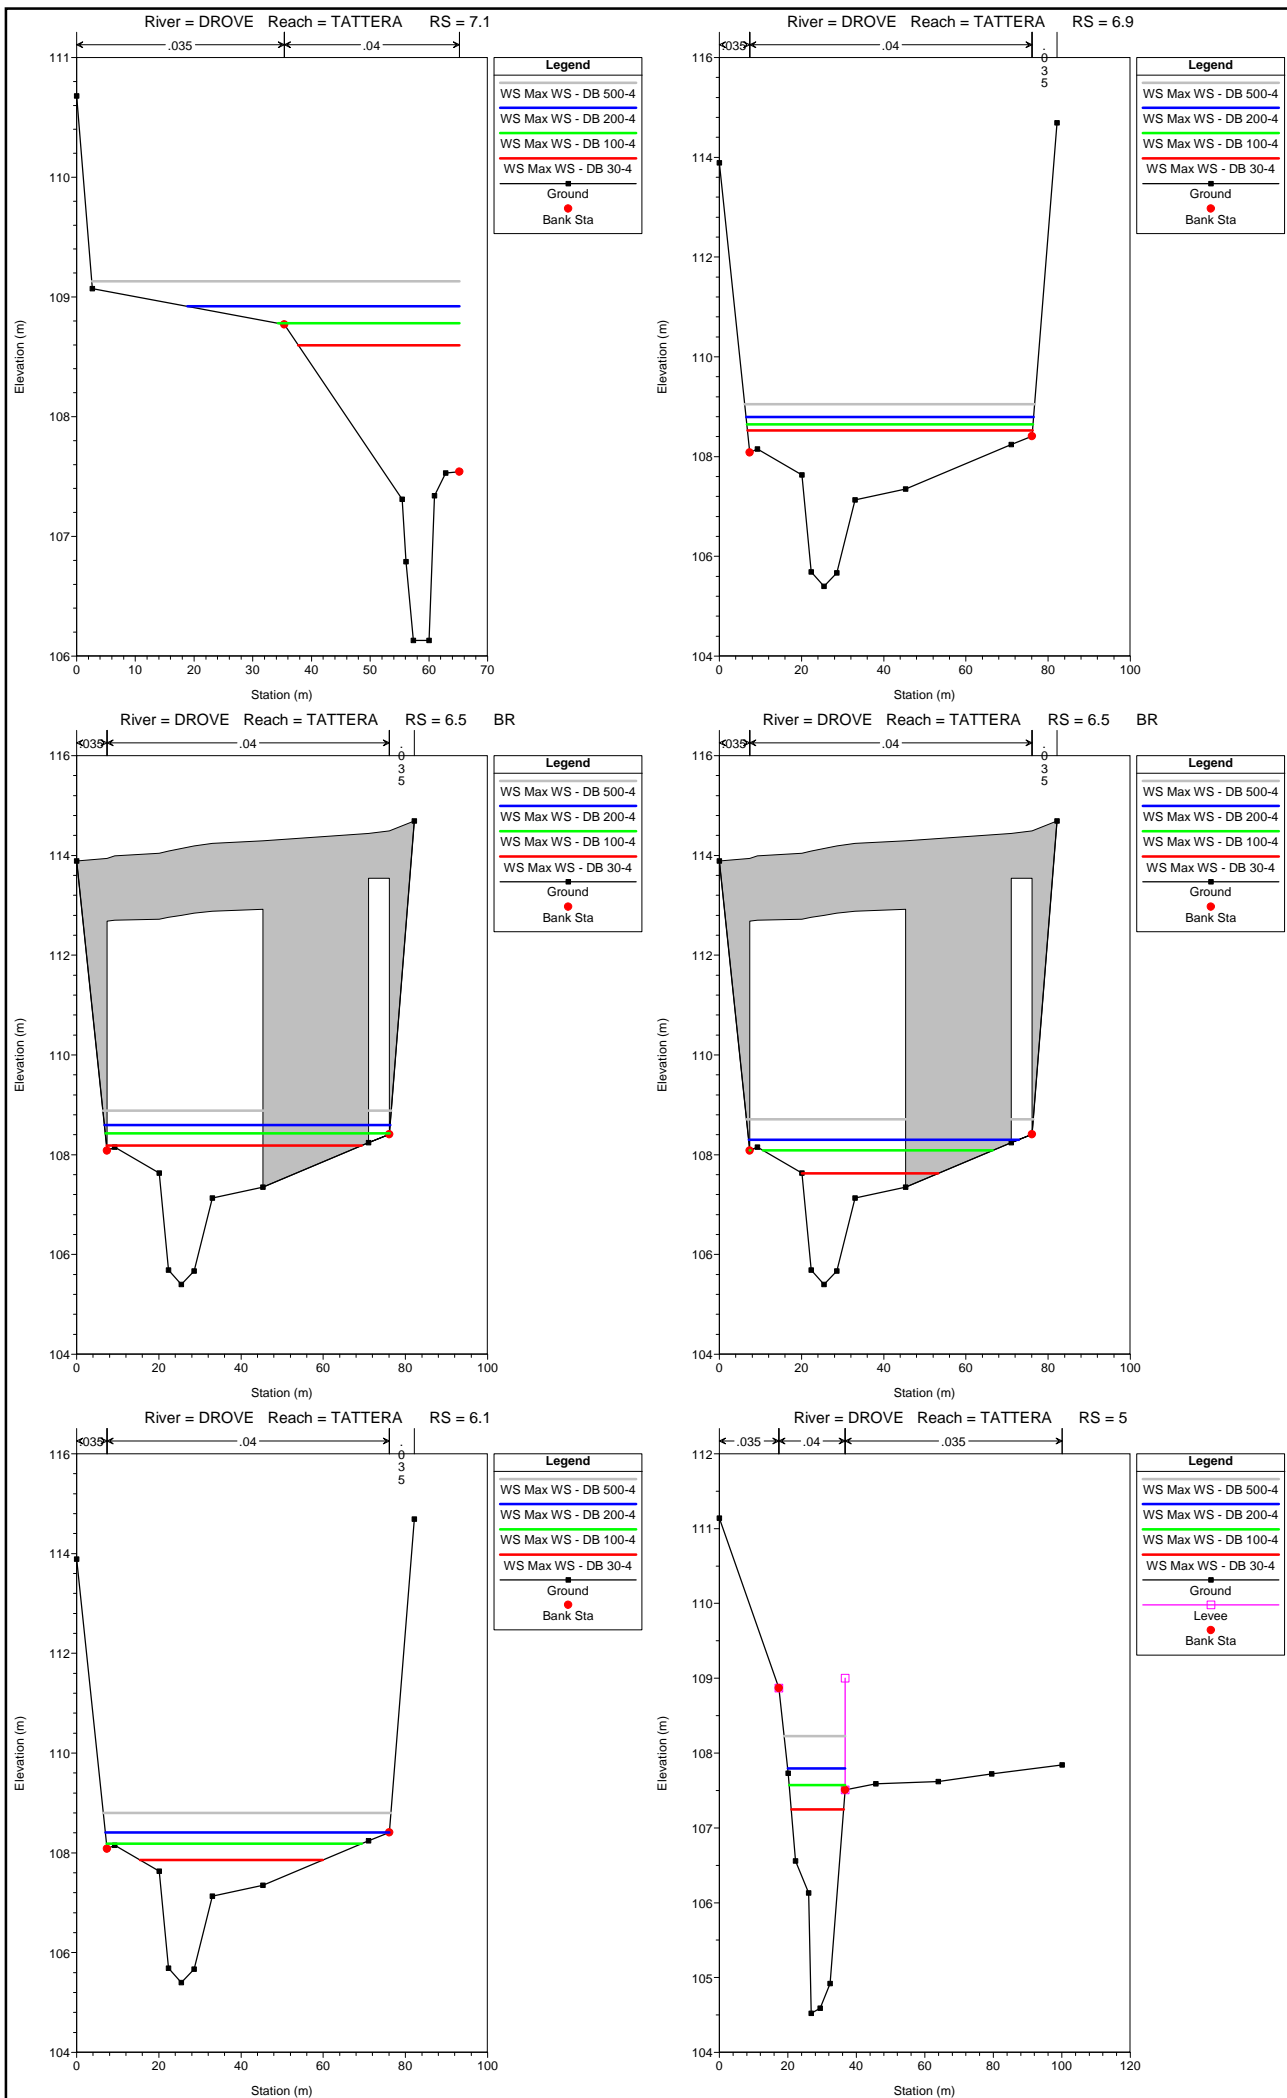 River = DROVE   Reach = TATTERA      RS = 7.1
.035
.04
Legend
WS Max WS - DB 500-4
WS Max WS - DB 200-4
WS Max WS - DB 100-4
WS Max WS - DB 30-4
Ground
Bank Sta
111
110
109
108
107
106
0 10 20 30 40 50 60 70
Station (m)
Elevation (m)
River = DROVE   Reach = TATTERA      RS = 6.9
.035
.04
.035
Legend
WS Max WS - DB 500-4
WS Max WS - DB 200-4
WS Max WS - DB 100-4
WS Max WS - DB 30-4
Ground
Bank Sta
116
114
112
110
108
106
104
0 20 40 60 80 100
Station (m)
Elevation (m)
River = DROVE   Reach = TATTERA      RS = 6.5      BR
.035
.04
.035
Legend
WS Max WS - DB 500-4
WS Max WS - DB 200-4
WS Max WS - DB 100-4
WS Max WS - DB 30-4
Ground
Bank Sta
116
114
112
110
108
106
104
0 20 40 60 80 100
Station (m)
Elevation (m)
River = DROVE   Reach = TATTERA      RS = 6.5      BR
.035
.04
.035
Legend
WS Max WS - DB 500-4
WS Max WS - DB 200-4
WS Max WS - DB 100-4
WS Max WS - DB 30-4
Ground
Bank Sta
116
114
112
110
108
106
104
0 20 40 60 80 100
Station (m)
Elevation (m)
River = DROVE   Reach = TATTERA      RS = 6.1
.035
.04
.035
Legend
WS Max WS - DB 500-4
WS Max WS - DB 200-4
WS Max WS - DB 100-4
WS Max WS - DB 30-4
Ground
Bank Sta
116
114
112
110
108
106
104
0 20 40 60 80 100
Station (m)
Elevation (m)
River = DROVE   Reach = TATTERA      RS = 5
.035
.04
.035
Legend
WS Max WS - DB 500-4
WS Max WS - DB 200-4
WS Max WS - DB 100-4
WS Max WS - DB 30-4
Ground
Levee
Bank Sta
112
111
110
109
108
107
106
105
104
0 20 40 60 80 100 120
Station (m)
Elevation (m)